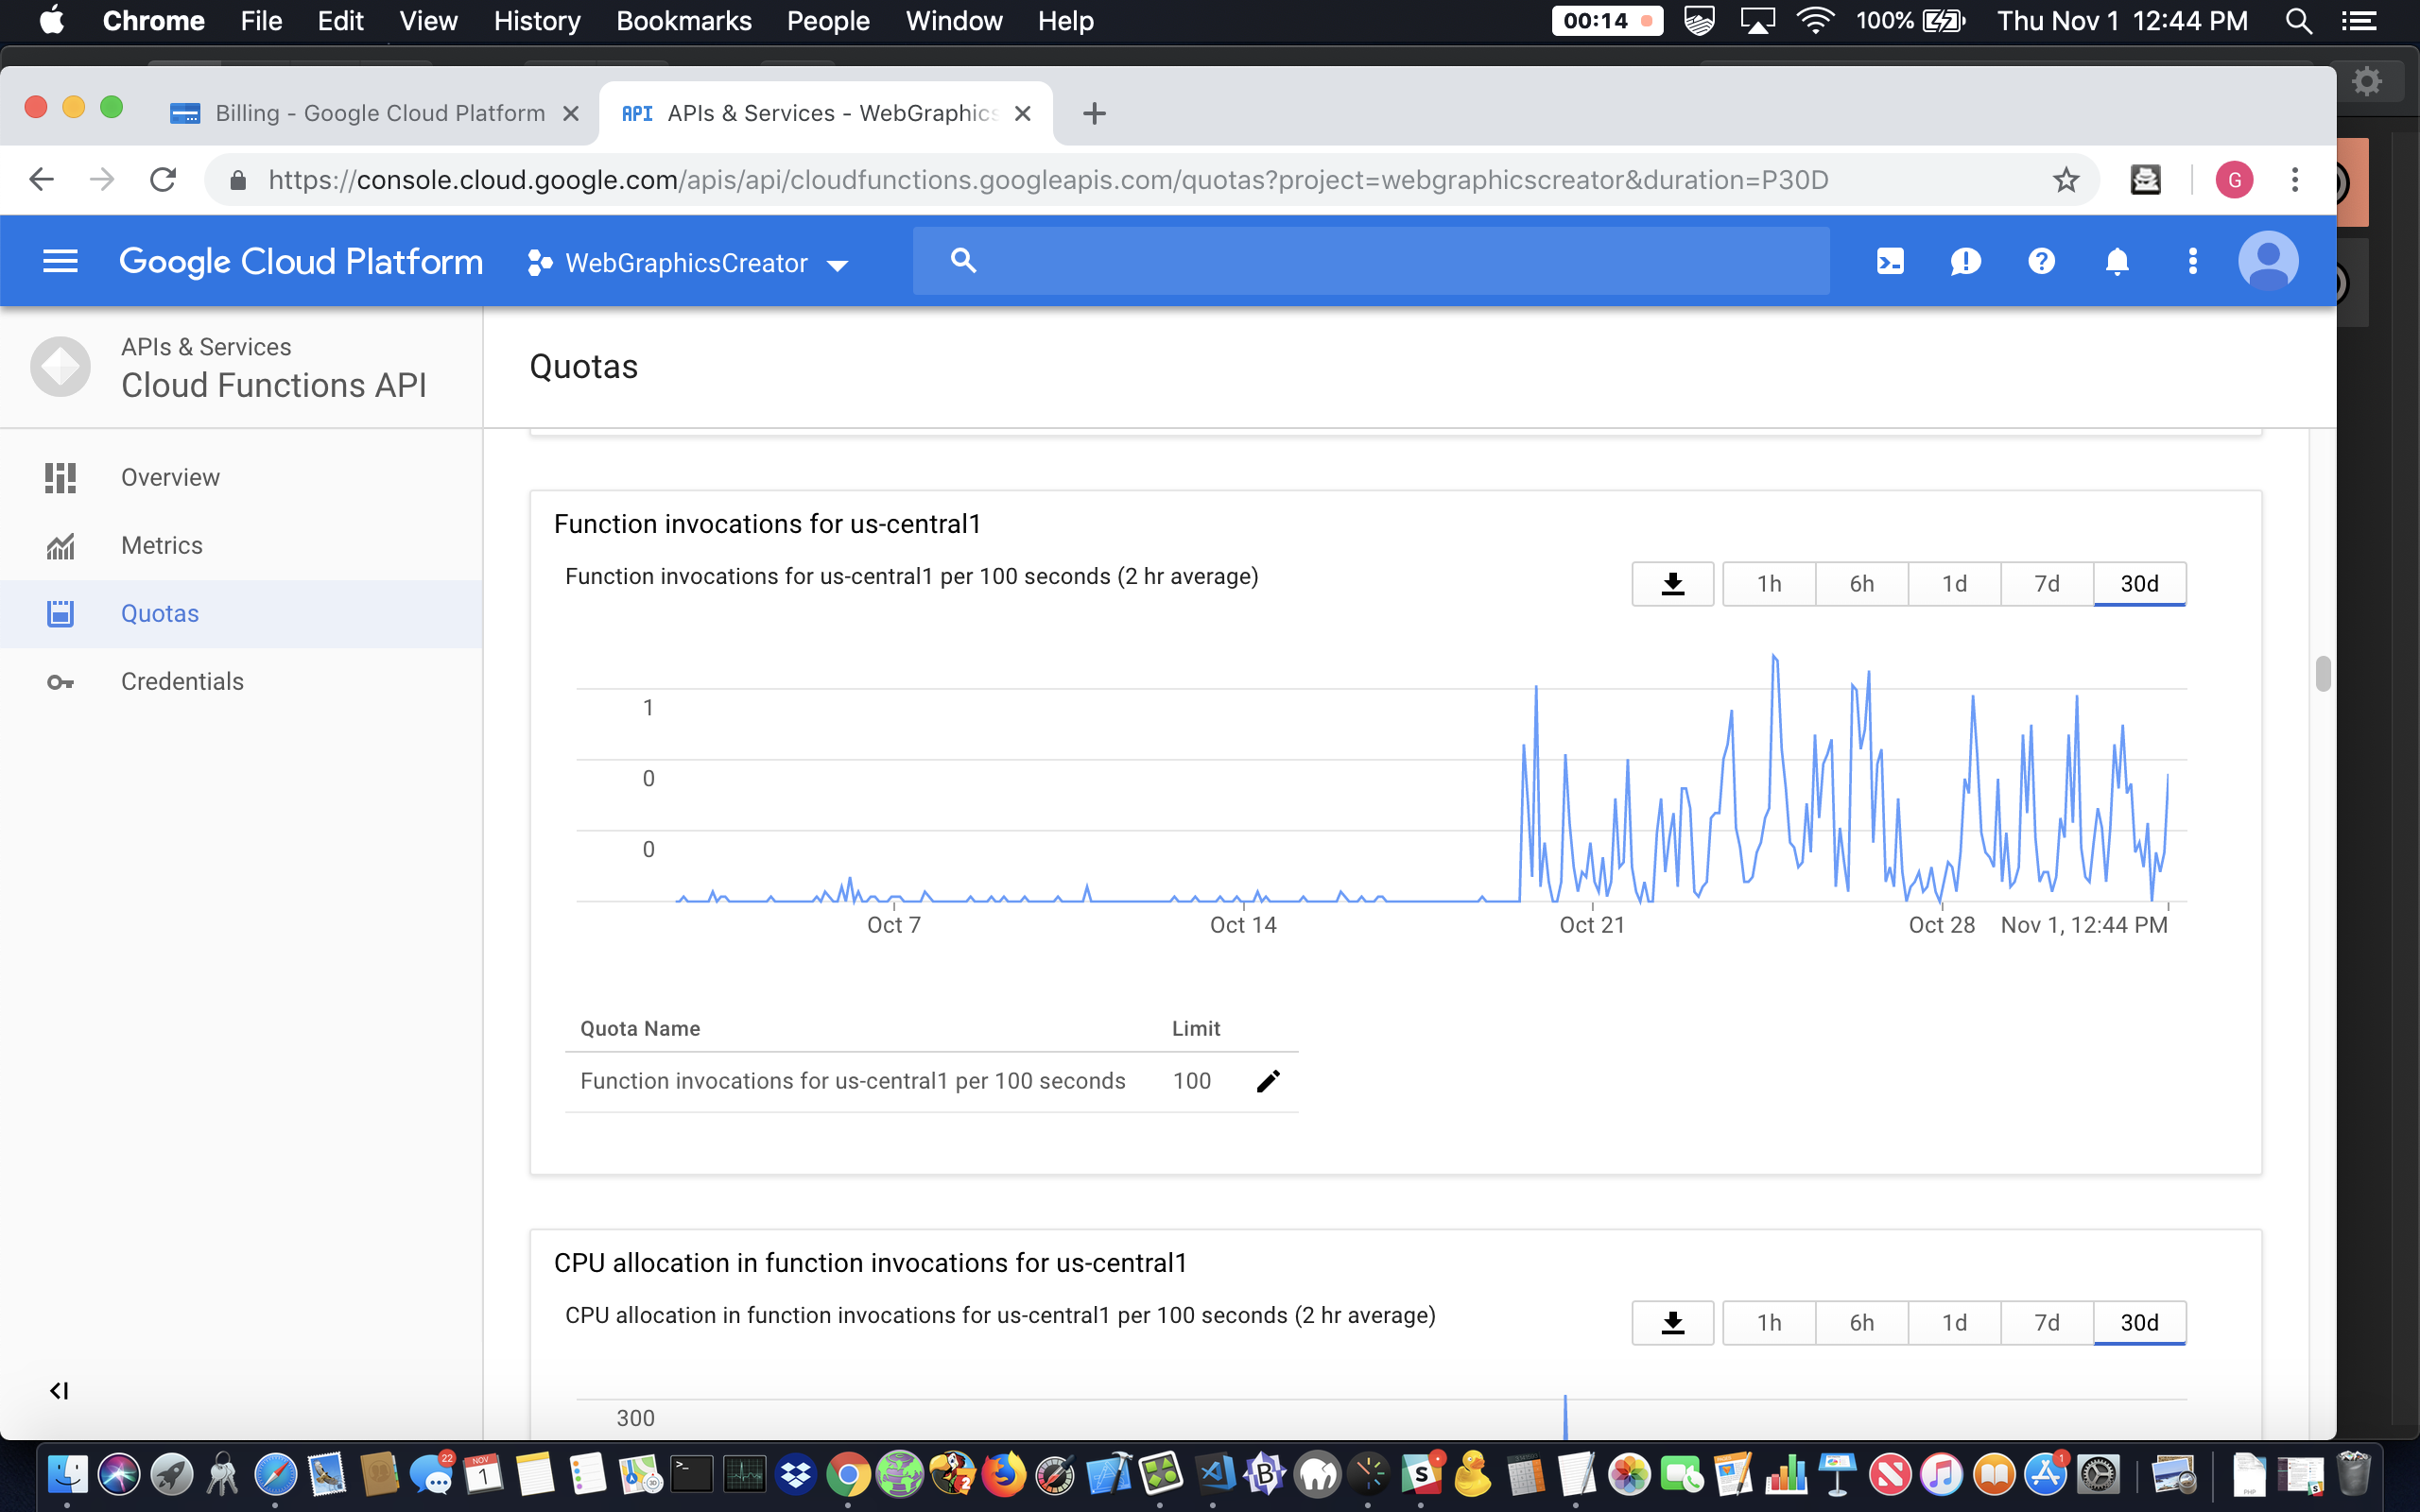 Chrome File Edit View History Bookmarks People Window Help 00:14 100% Thu Nov 1 12:44 PM
Billing - Google Cloud Platform
API APIs & Services - WebGraphics
https://console.cloud.google.com/apis/api/cloudfunctions.googleapis.com/quotas?project=webgraphicscreator&duration=P30D
G
Google Cloud Platform WebGraphicsCreator
APIs & Services
Cloud Functions API
Quotas
Overview
Metrics
Quotas
Credentials
Function invocations for us-central1
Function invocations for us-central1 per 100 seconds (2 hr average)
1h 6h 1d 7d 30d
1
0
0
Oct 7 Oct 14 Oct 21 Oct 28 Nov 1, 12:44 PM
Quota Name Limit
Function invocations for us-central1 per 100 seconds 100
CPU allocation in function invocations for us-central1
CPU allocation in function invocations for us-central1 per 100 seconds (2 hr average)
1h 6h 1d 7d 30d
300
22
NOV
1
1
PHP